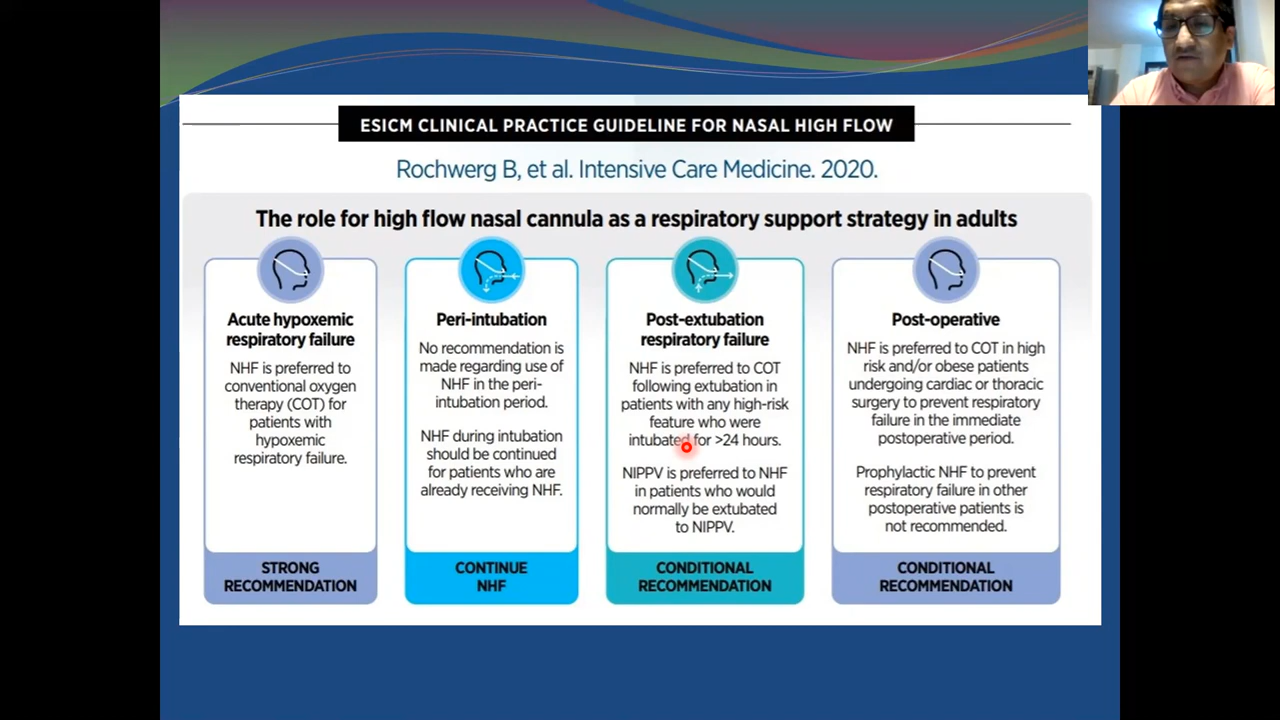 ESICM CLINICAL PRACTICE GUIDELINE FOR NASAL HIGH FLOW
Rochwerg B, et al. Intensive Care Medicine. 2020.
The role for high flow nasal cannula as a respiratory support strategy in adults
Acute hypoxemic
respiratory failure
NHF is preferred to
conventional oxygen
therapy (COT) for
patients with
hypoxemic
respiratory failure.
STRONG
RECOMMENDATION
Peri-intubation
No recommendation is
made regarding use of
NHF in the peri-
intubation period.
NHF during intubation
should be continued
for patients who are
already receiving NHF.
CONTINUE
NHF
Post-extubation
respiratory failure
NHF is preferred to COT
following extubation in
patients with any high-risk
feature who were
intubated for >24 hours.
NIPPV is preferred to NHF
in patients who would
normally be extubated
to NIPPV.
CONDITIONAL
RECOMMENDATION
Post-operative
NHF is preferred to COT in high
risk and/or obese patients
undergoing cardiac or thoracic
surgery to prevent respiratory
failure in the immediate
postoperative period.
Prophylactic NHF to prevent
respiratory failure in other
postoperative patients is
not recommended.
CONDITIONAL
RECOMMENDATION